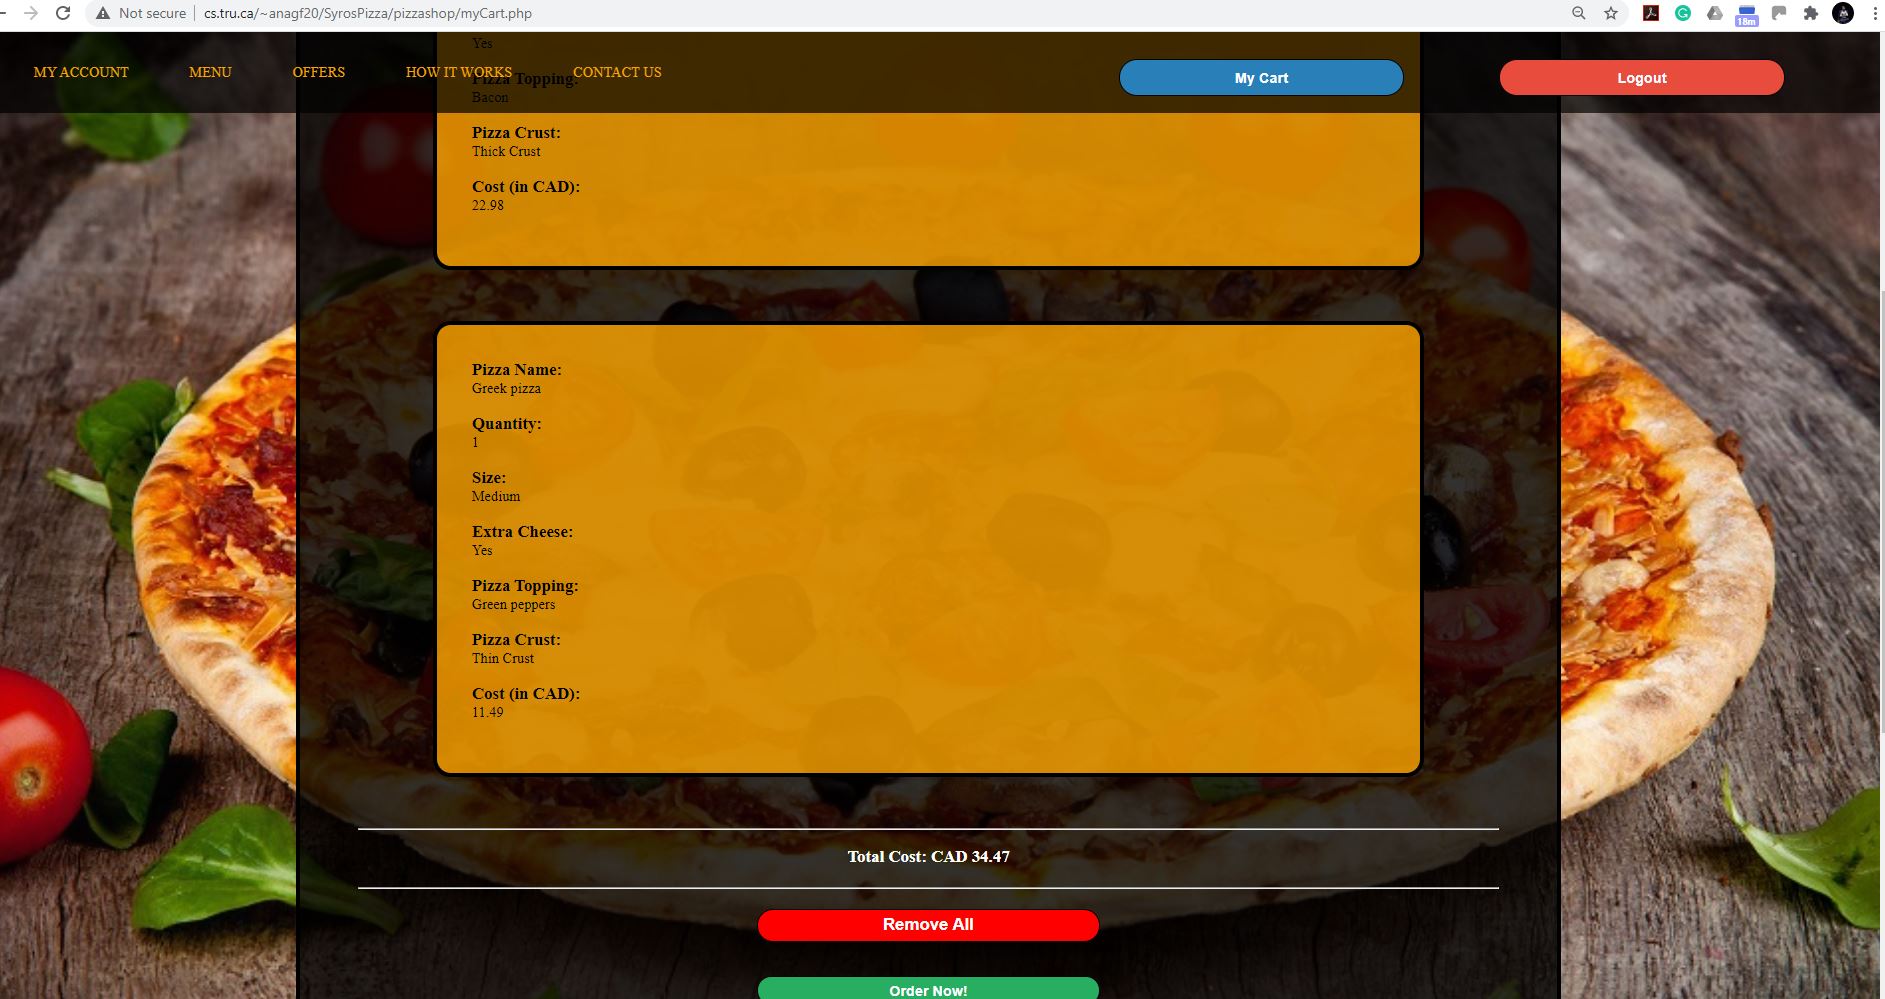 Not secure
cs.tru.ca/~anagf20/SyrosPizza/pizzashop/myCart.php
18m
MY ACCOUNT
MENU
OFFERS
HOW IT WORKS
CONTACT US
My Cart
Logout
Yes
Pizza Topping:
Bacon
Pizza Crust:
Thick Crust
Cost (in CAD):
22.98
Pizza Name:
Greek pizza
Quantity:
1
Size:
Medium
Extra Cheese:
Yes
Pizza Topping:
Green peppers
Pizza Crust:
Thin Crust
Cost (in CAD):
11.49
Total Cost: CAD 34.47
Remove All
Order Now!